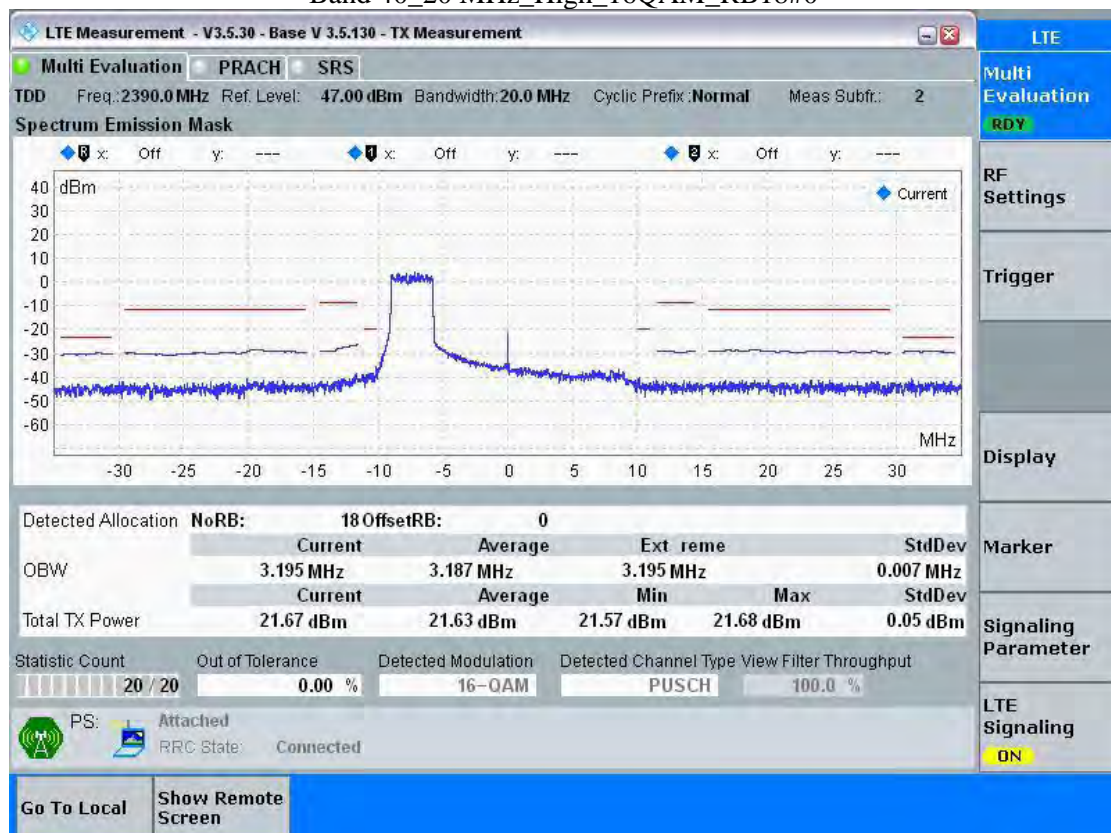 Band 40_20 MHz_High_16QAM_RB18#0
LTE Measurement - V3.5.30 - Base V 3.5.130 - TX Measurement
LTE
Multi Evaluation PRACH SRS
Multi Evaluation
RDY
TDD Freq.:2390.0 MHz Ref. Level: 47.00 dBm Bandwidth:20.0 MHz Cyclic Prefix :Normal Meas Subfr.: 2
Spectrum Emission Mask
R x: Off y: --- 1 x: Off y: --- 2 x: Off y: ---
RF Settings
40 dBm
Current
30
20
10
0
-10
-20
-30
-40
-50
-60
MHz
-30 -25 -20 -15 -10 -5 0 5 10 15 20 25 30
Trigger
Display
Detected Allocation NoRB: 18 OffsetRB: 0
Current Average Ext reme StdDev
OBW 3.195 MHz 3.187 MHz 3.195 MHz 0.007 MHz
Current Average Min Max StdDev
Total TX Power 21.67 dBm 21.63 dBm 21.57 dBm 21.68 dBm 0.05 dBm
Marker
Signaling Parameter
Statistic Count Out of Tolerance Detected Modulation Detected Channel Type View Filter Throughput
20 / 20 0.00 % 16-QAM PUSCH 100.0 %
PS: Attached
RRC State: Connected
LTE Signaling
ON
Go To Local
Show Remote Screen